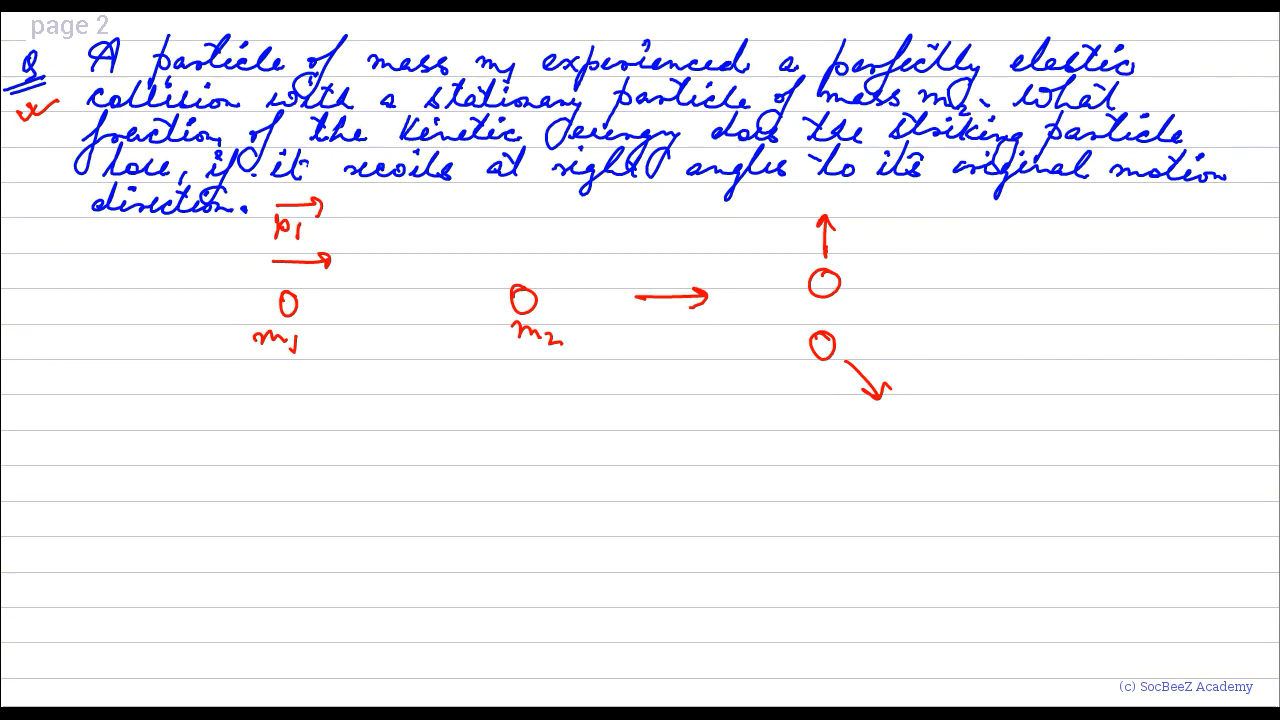 page 2
Q A particle of mass m1 experienced a perfectly elastic
collision with a stationary particle of mass m2. What
fraction of the kinetic energy does the striking particle
lose, if it recoils at right angles to its original motion
direction.
p1
m1 m2
(c) SocBeeZ Academy